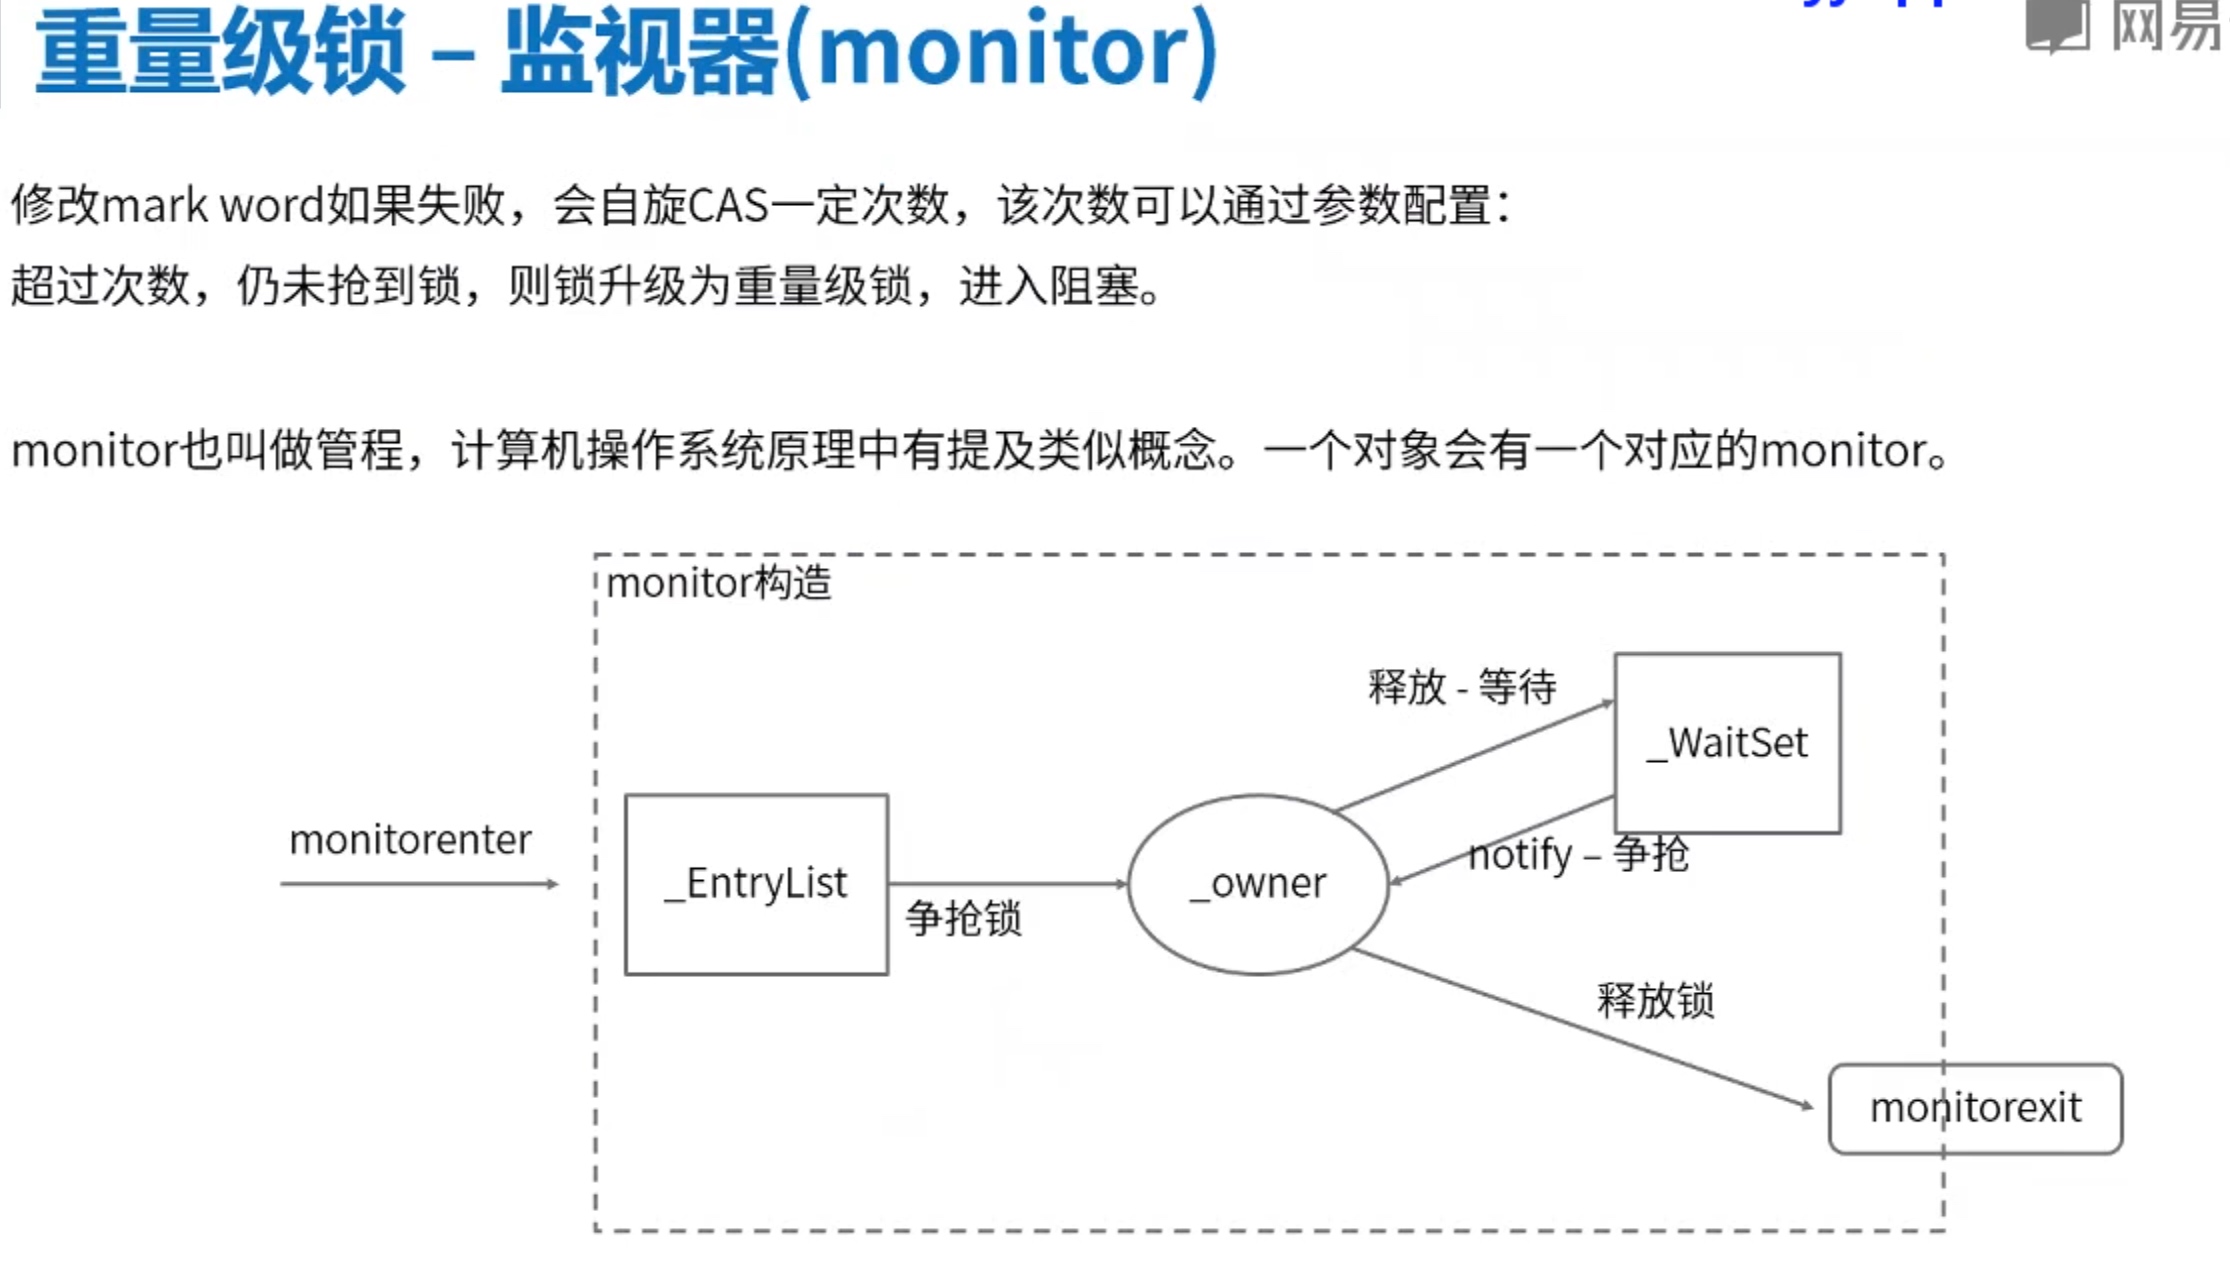 重量级锁 – 监视器(monitor)
网易
修改mark word如果失败，会自旋CAS一定次数，该次数可以通过参数配置：
超过次数，仍未抢到锁，则锁升级为重量级锁，进入阻塞。
monitor也叫做管程，计算机操作系统原理中有提及类似概念。一个对象会有一个对应的monitor。
monitor构造
释放 - 等待
_WaitSet
monitorenter
_EntryList
争抢锁
_owner
notify – 争抢
释放锁
monitorexit